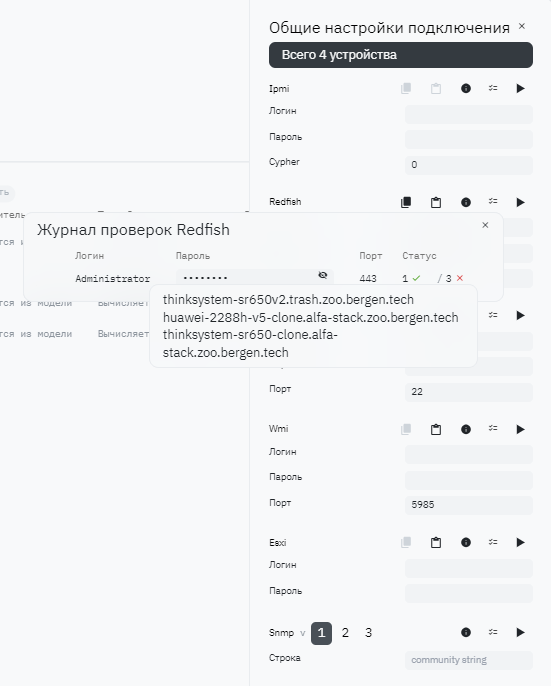 Общие настройки подключения ×
Всего 4 устройства
Ipmi
Логин
Пароль
Cypher 0
Redfish
ть
Журнал проверок Redfish ×
Логин Пароль Порт Статус
Administrator •••••••• 443 1 / 3
thinksystem-sr650v2.trash.zoo.bergen.tech
huawei-2288h-v5-clone.alfa-stack.zoo.bergen.tech
thinksystem-sr650-clone.alfa-
stack.zoo.bergen.tech
тся из модели Вычисляет
тся из модели Вычисляет
Порт 22
Wmi
Логин
Пароль
Порт 5985
Esxi
Логин
Пароль
Snmp v 1 2 3
Строка community string